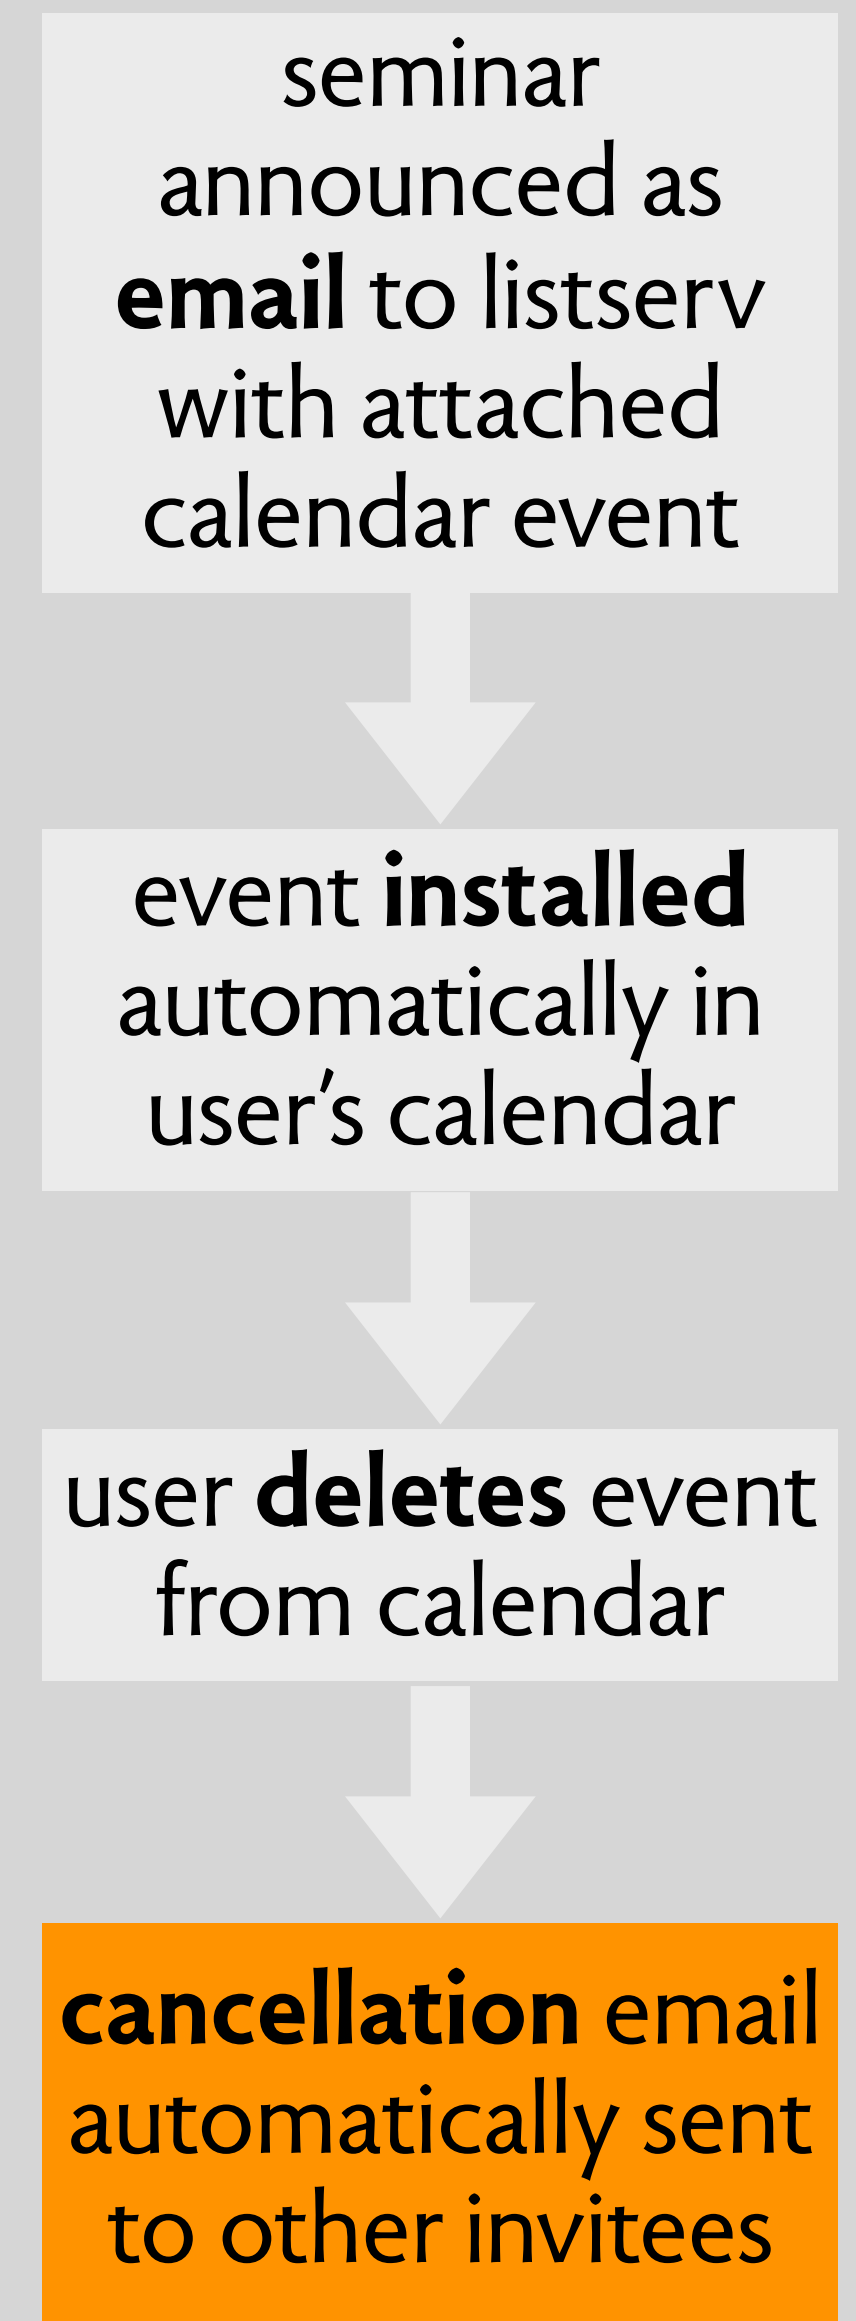 seminar
announced as
email to listserv
with attached
calendar event
event installed
automatically in
user’s calendar
user deletes event
from calendar
cancellation email
automatically sent
to other invitees